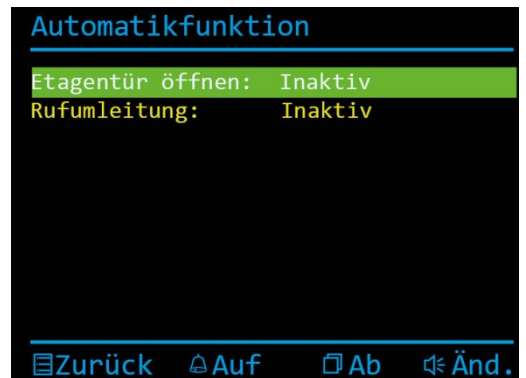 Automatikfunktion
Etagentür öffnen: Inaktiv
Rufumleitung: Inaktiv
Zurück Auf Ab Änd.